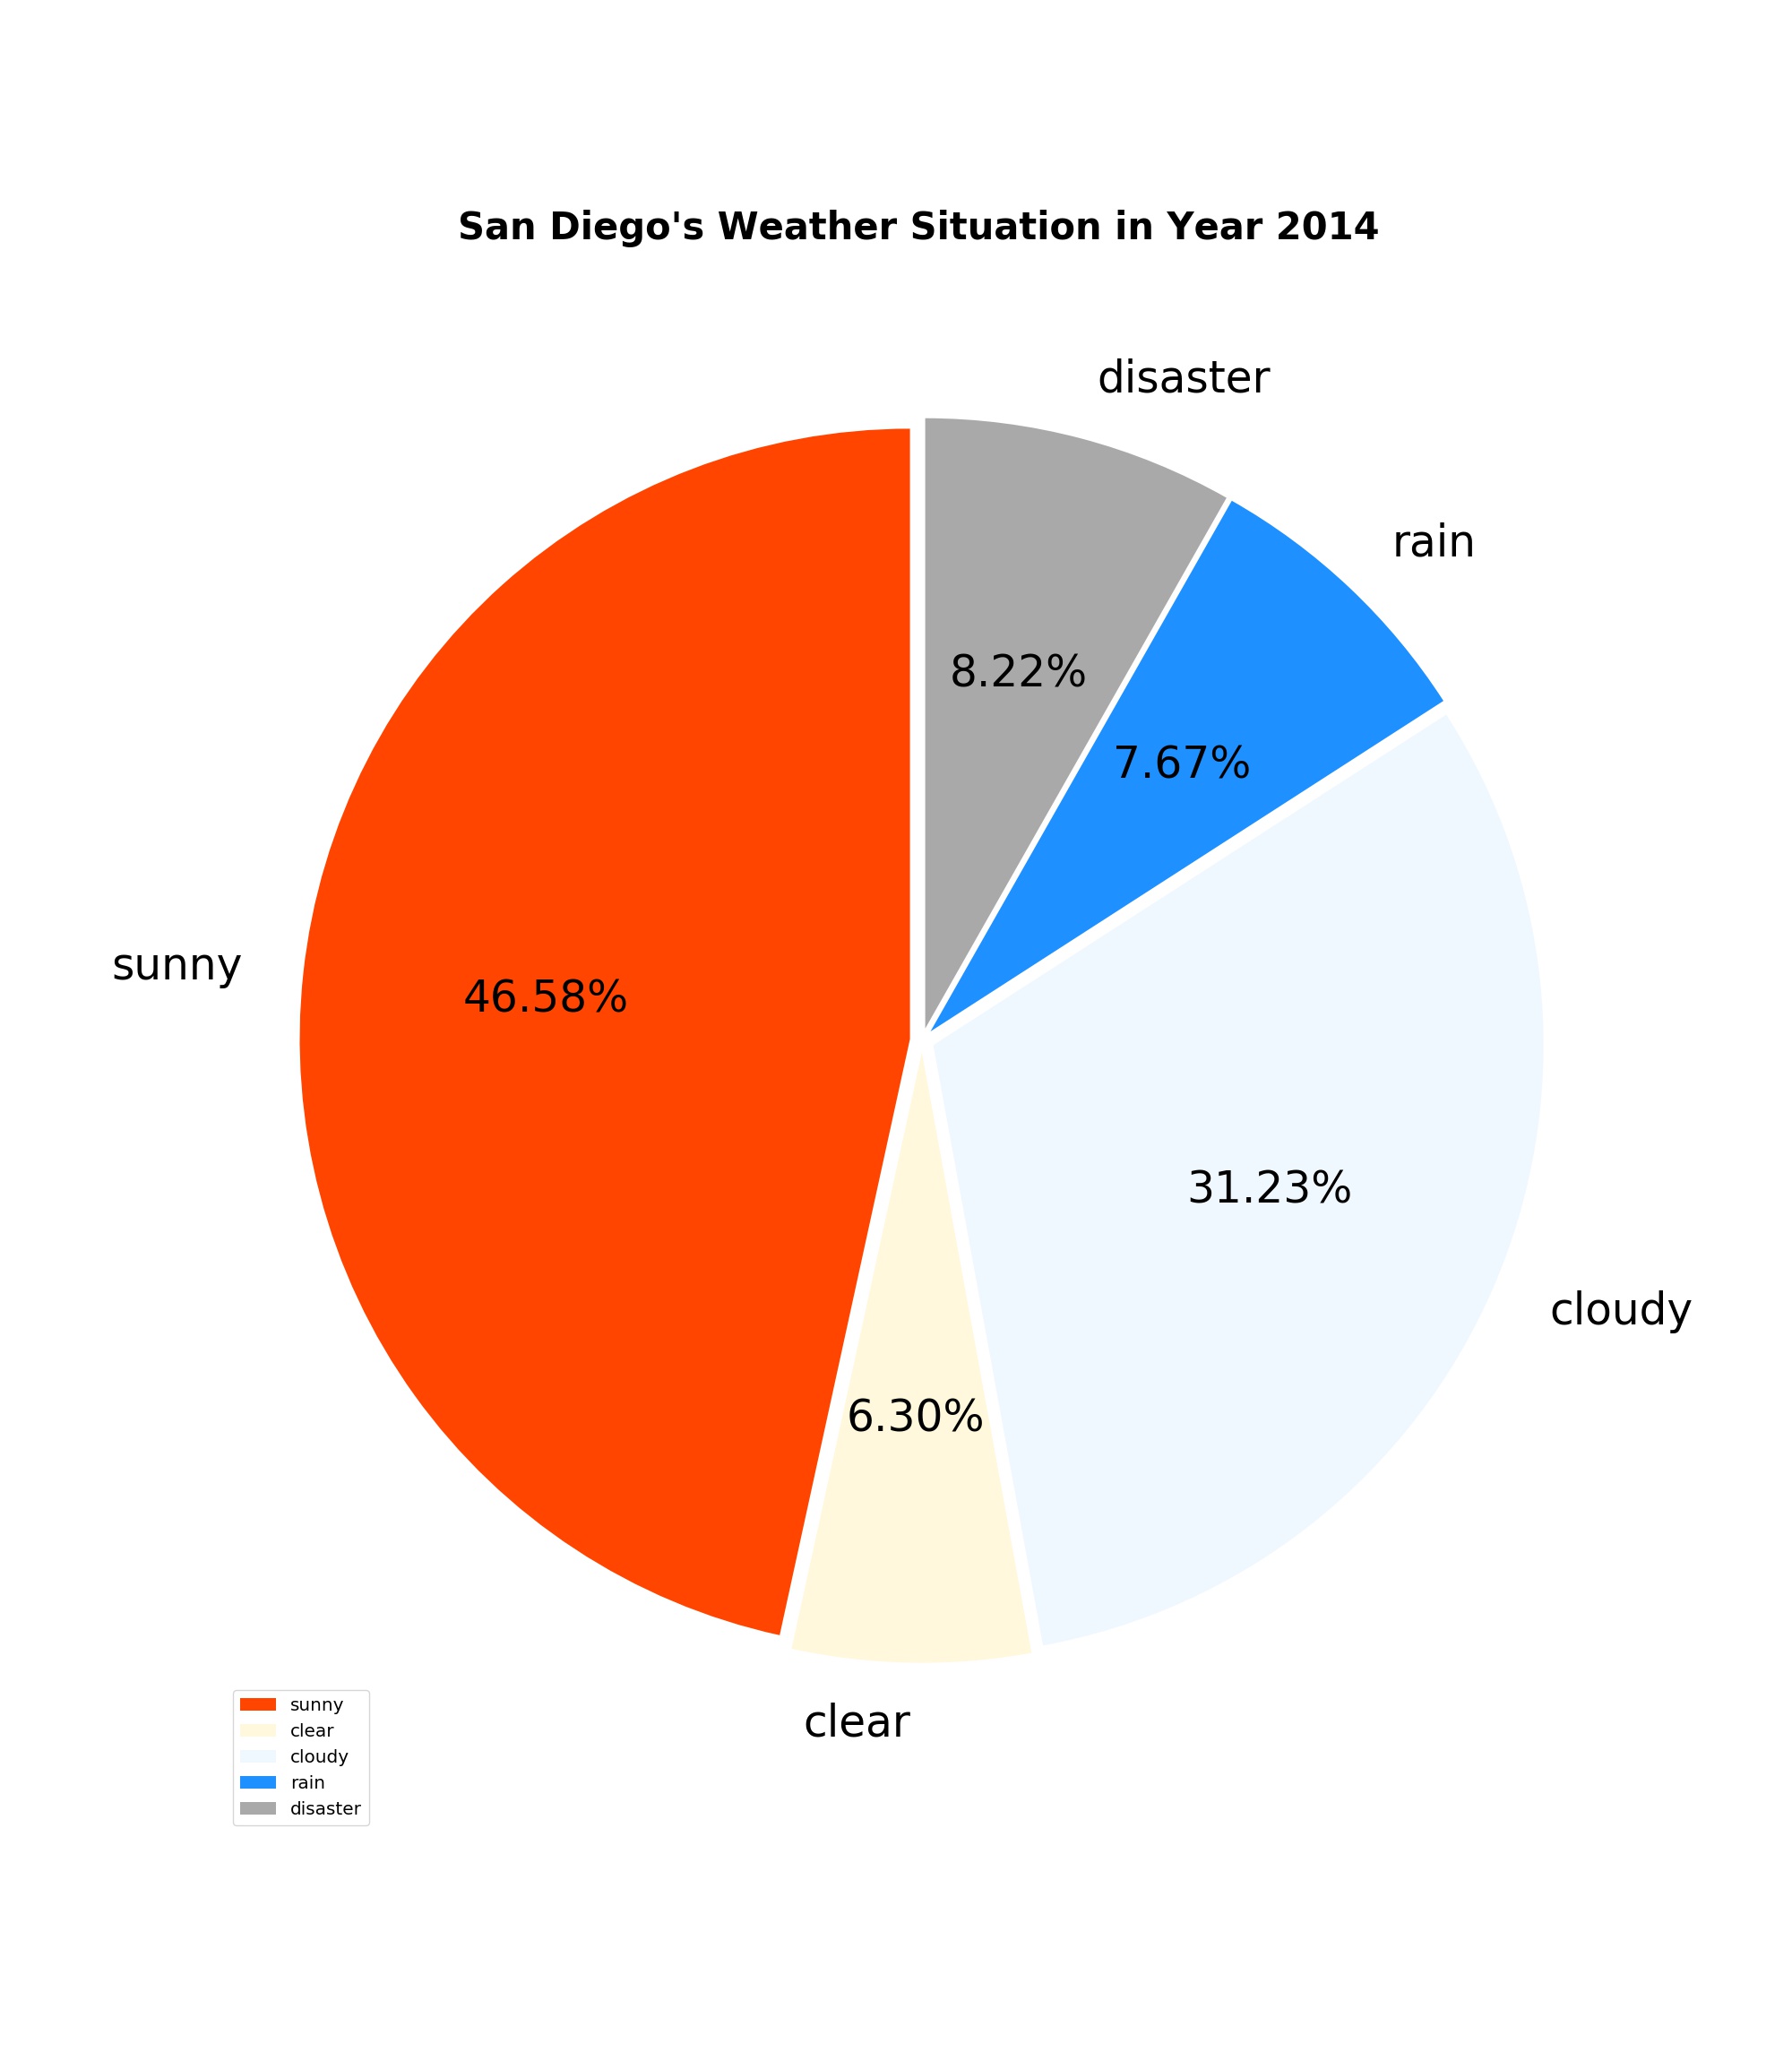 San Diego's Weather Situation in Year 2014
disaster
rain
8.22%
7.67%
sunny
46.58%
31.23%
cloudy
6.30%
clear
sunny
clear
cloudy
rain
disaster